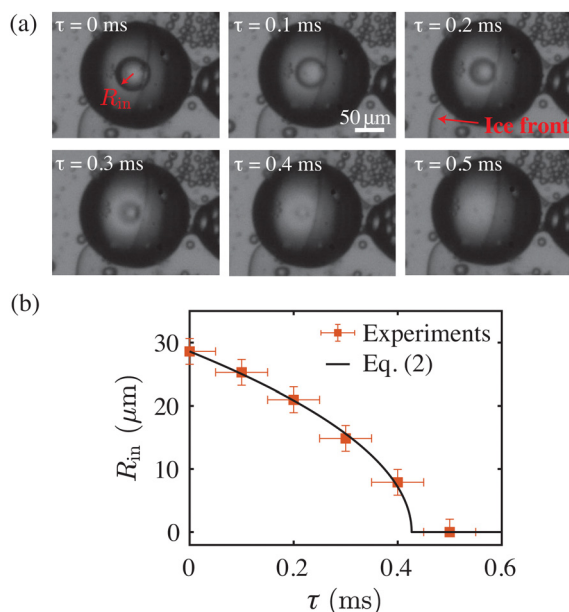 (a)
τ = 0 ms
τ = 0.1 ms
τ = 0.2 ms
R_in
50 μm
Ice front
τ = 0.3 ms
τ = 0.4 ms
τ = 0.5 ms
(b)
Experiments
Eq. (2)
30
20
10
0
R_in (μm)
0
0.2
0.4
0.6
τ (ms)